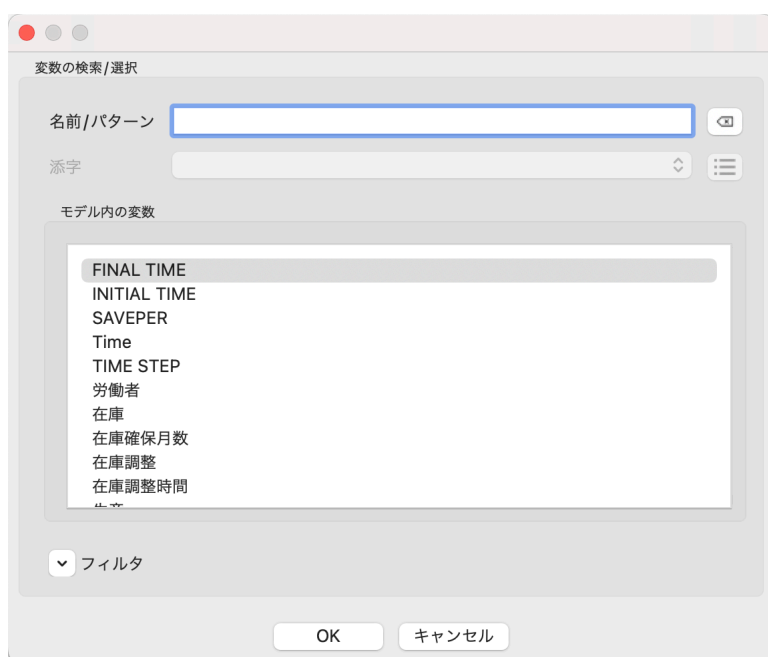 変数の検索/選択
名前/パターン
添字
モデル内の変数
FINAL TIME
INITIAL TIME
SAVEPER
Time
TIME STEP
労働者
在庫
在庫確保月数
在庫調整
在庫調整時間
フィルタ
OK
キャンセル